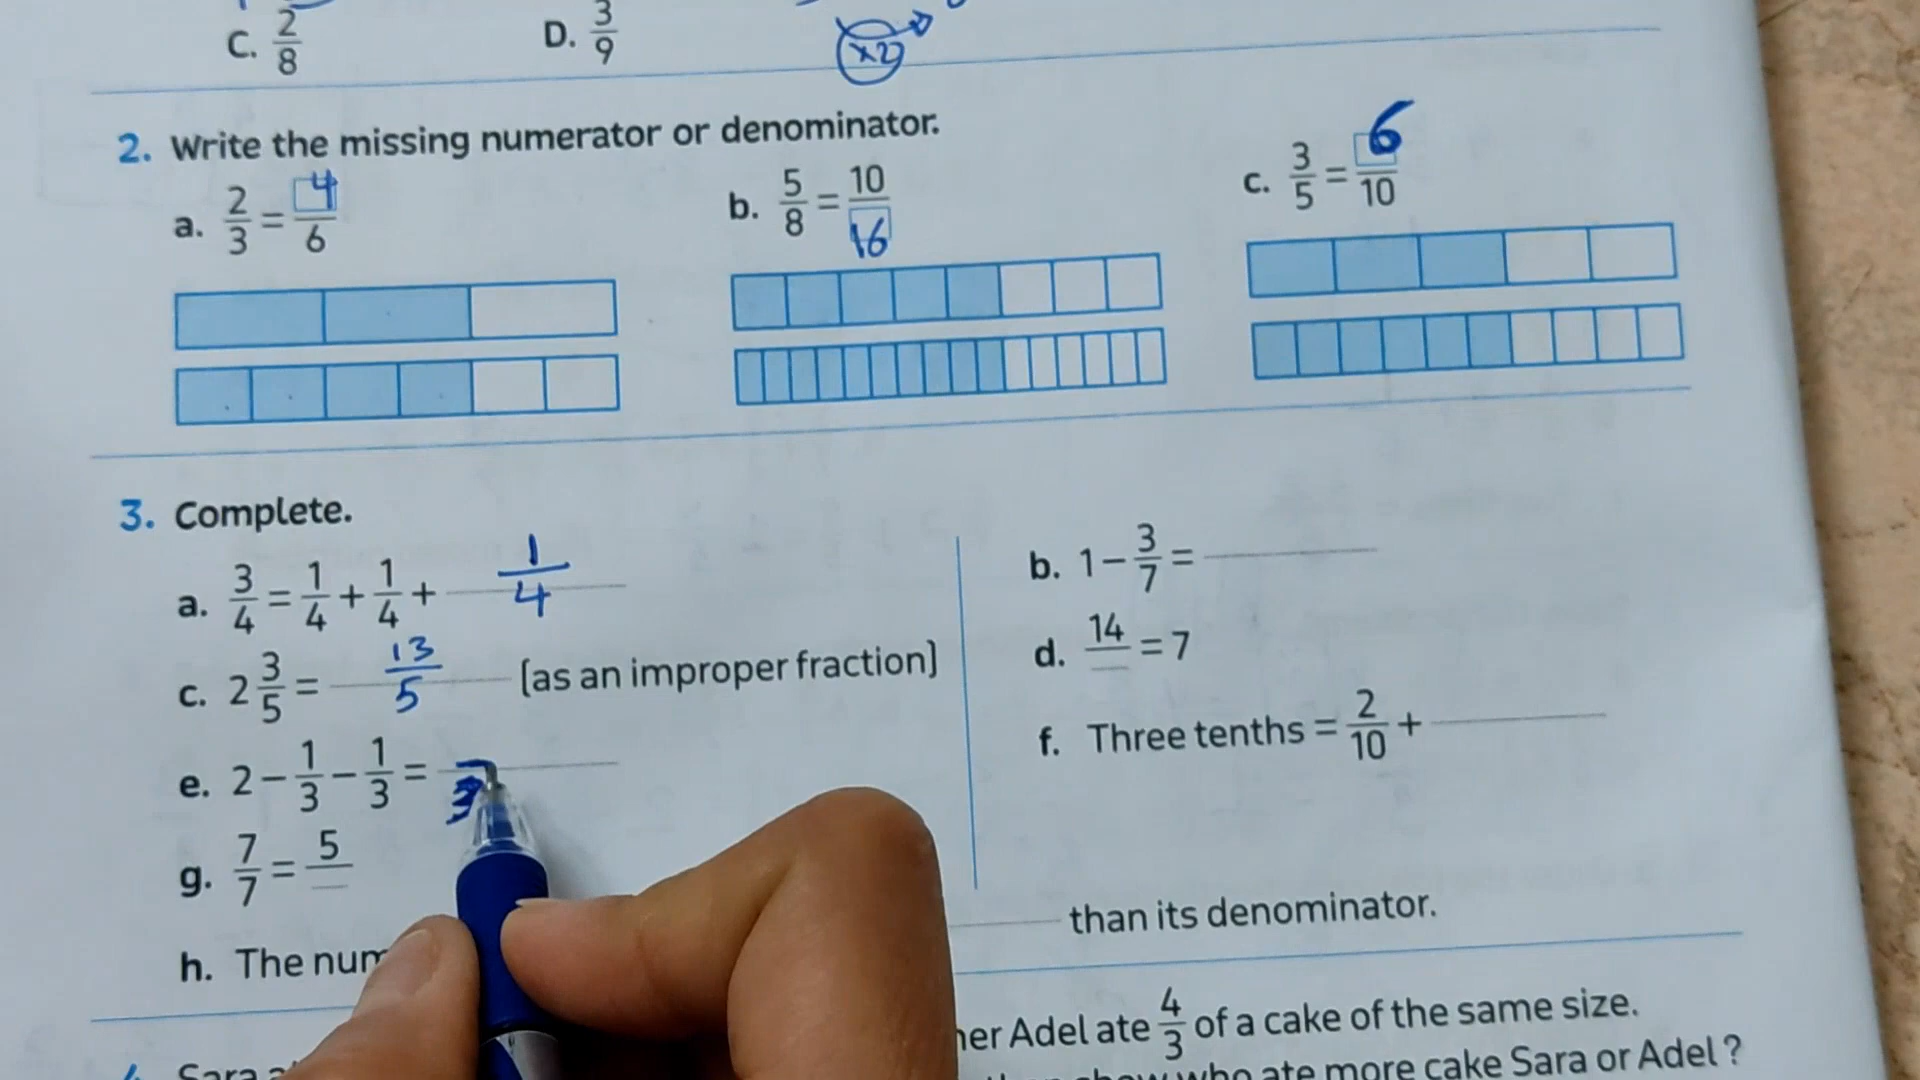 C. 2/8 D. 3/9 ×2
2. Write the missing numerator or denominator.
a. 2/3 = 4/6 b. 5/8 = 10/16 c. 3/5 = 6/10
3. Complete.
a. 3/4 = 1/4 + 1/4 + 1/4
b. 1 − 3/7 =
c. 2 3/5 = 13/5 (as an improper fraction)
d. 14/ = 7
e. 2 − 1/3 − 1/3 = /3
f. Three tenths = 2/10 +
g. 7/7 = 5/
h. The than its denominator.
Adel ate 4/3 of a cake of the same size.
who ate more cake Sara or Adel?